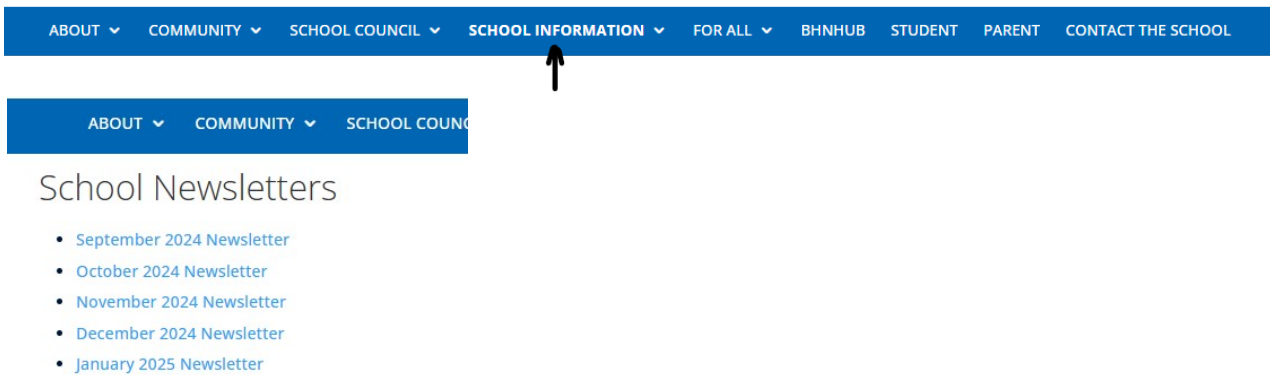 ABOUT COMMUNITY SCHOOL COUNCIL SCHOOL INFORMATION FOR ALL BHNHUB STUDENT PARENT CONTACT THE SCHOOL
ABOUT COMMUNITY SCHOOL COUNC
School Newsletters
• September 2024 Newsletter
• October 2024 Newsletter
• November 2024 Newsletter
• December 2024 Newsletter
• January 2025 Newsletter